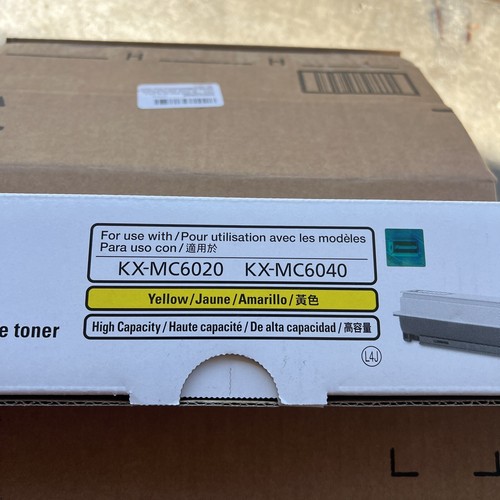 For use with / Pour utilisation avec les modèles
Para uso con / 適用於
KX-MC6020 KX-MC6040
Yellow / Jaune / Amarillo / 黃色
e toner
High Capacity / Haute capacité / De alta capacidad / 高容量
L4J